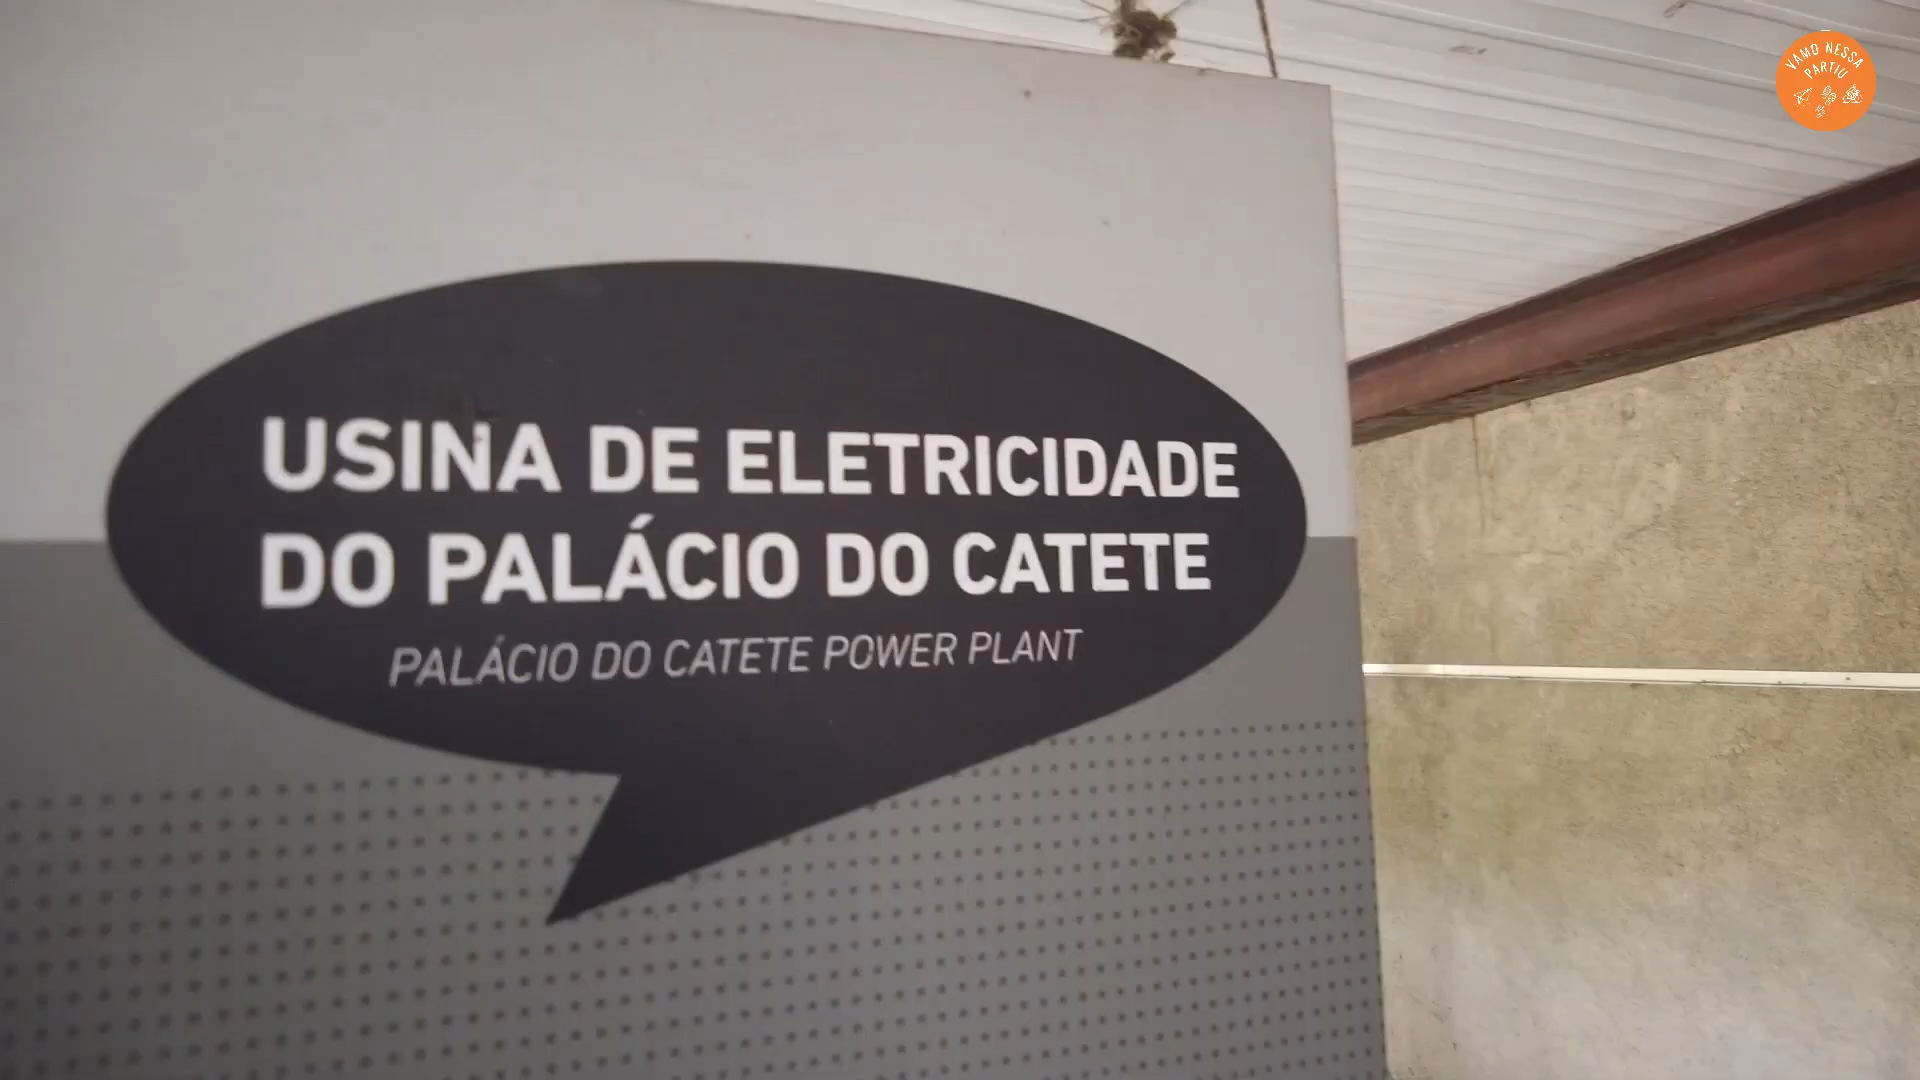 VAMO NESSA
PARTIU
USINA DE ELETRICIDADE
DO PALÁCIO DO CATETE
PALÁCIO DO CATETE POWER PLANT